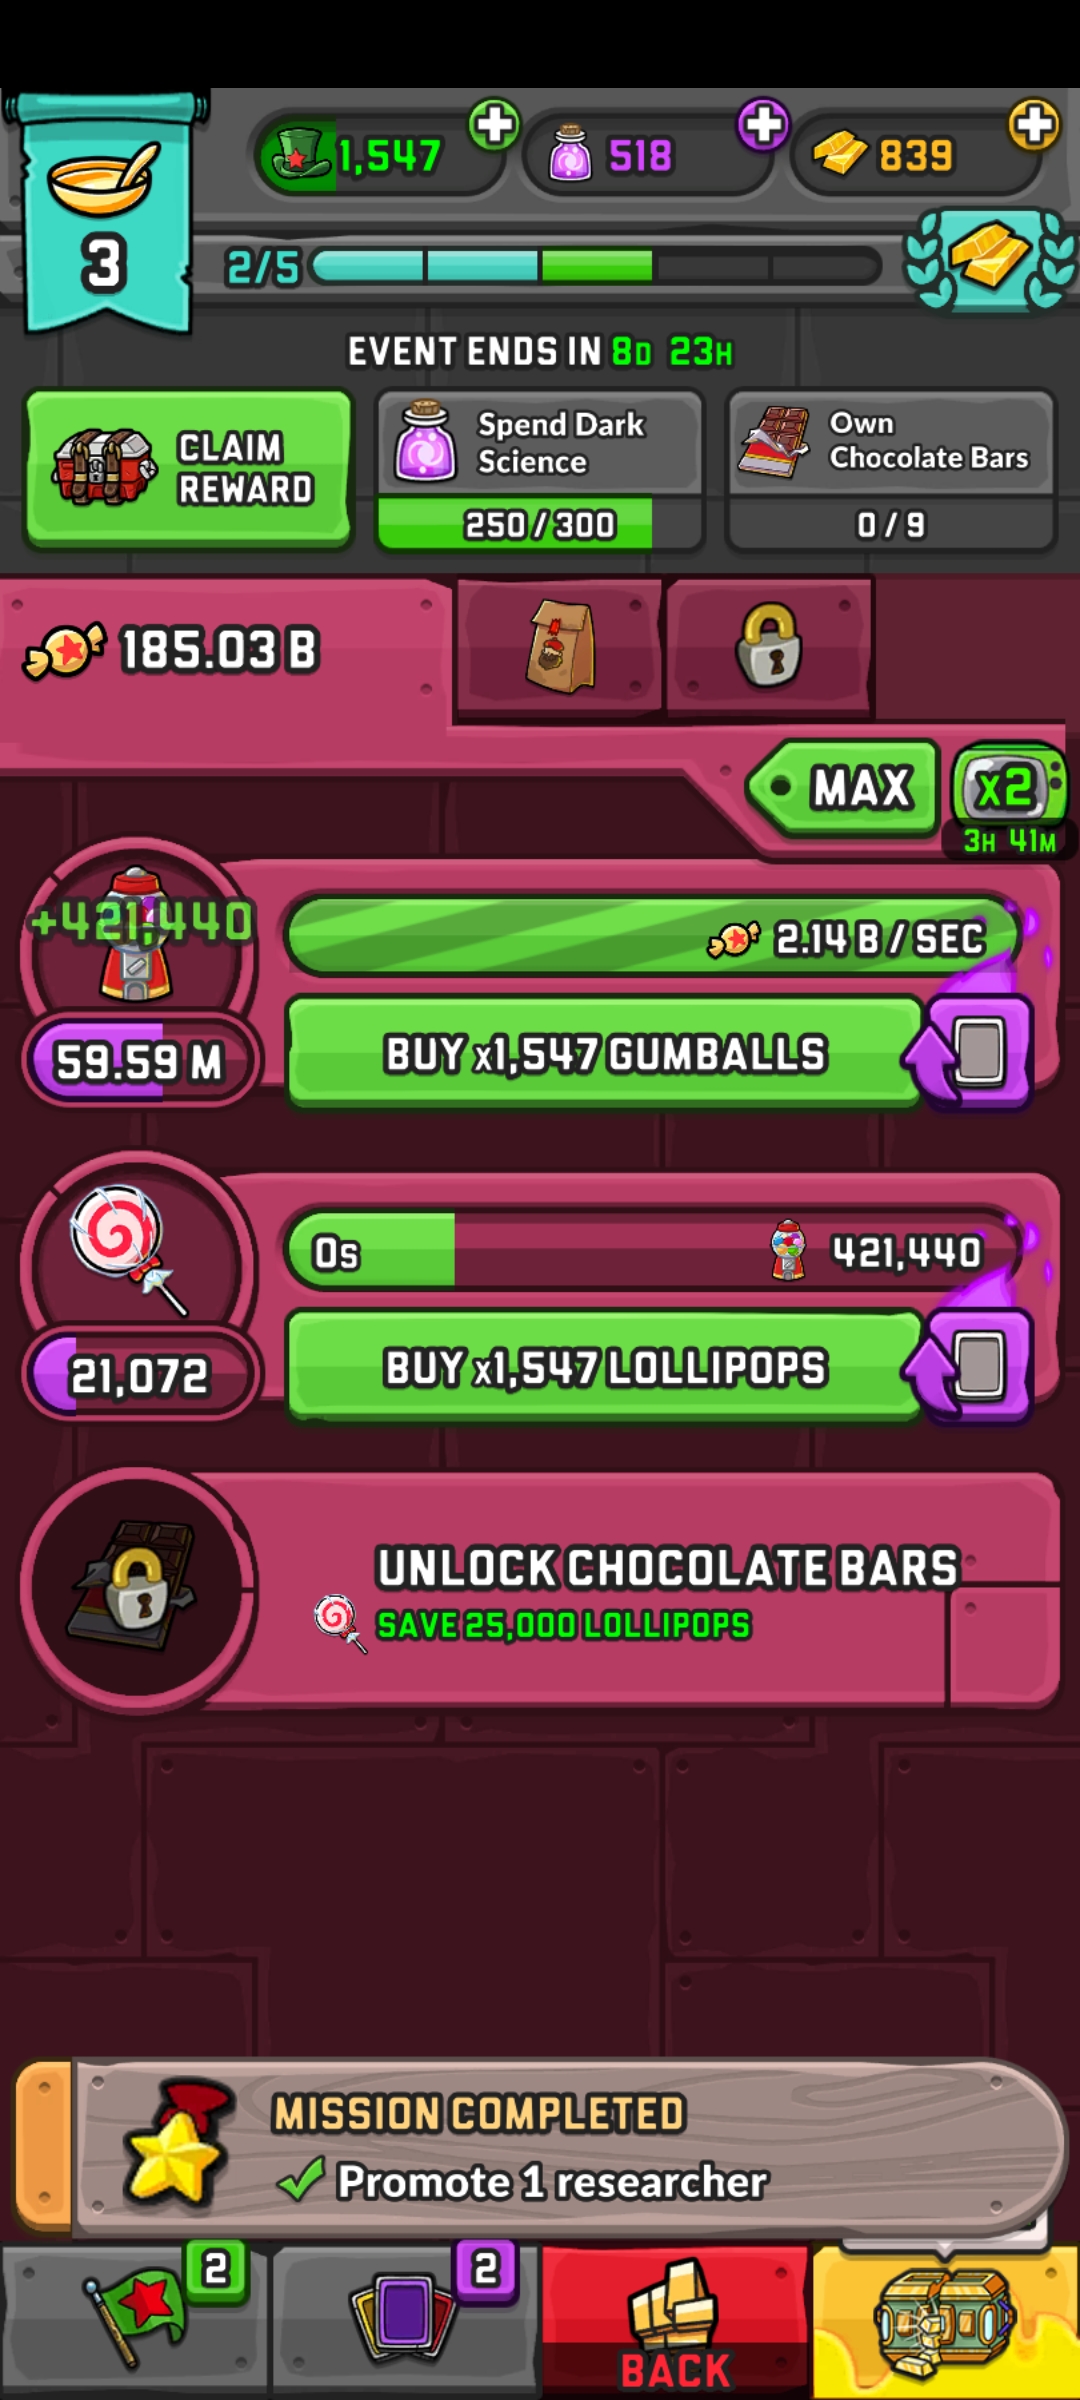 1,547
518
839
3
2/5
EVENT ENDS IN 8D 23H
CLAIM
REWARD
Spend Dark
Science
250/300
Own
Chocolate Bars
0/9
185.03 B
MAX
x2
3H 41M
+421,440
2.14 B/SEC
59.59 M
BUY x1,547 GUMBALLS
0s
421,440
21,072
BUY x1,547 LOLLIPOPS
UNLOCK CHOCOLATE BARS
SAVE 25,000 LOLLIPOPS
MISSION COMPLETED
Promote 1 researcher
2
2
BACK